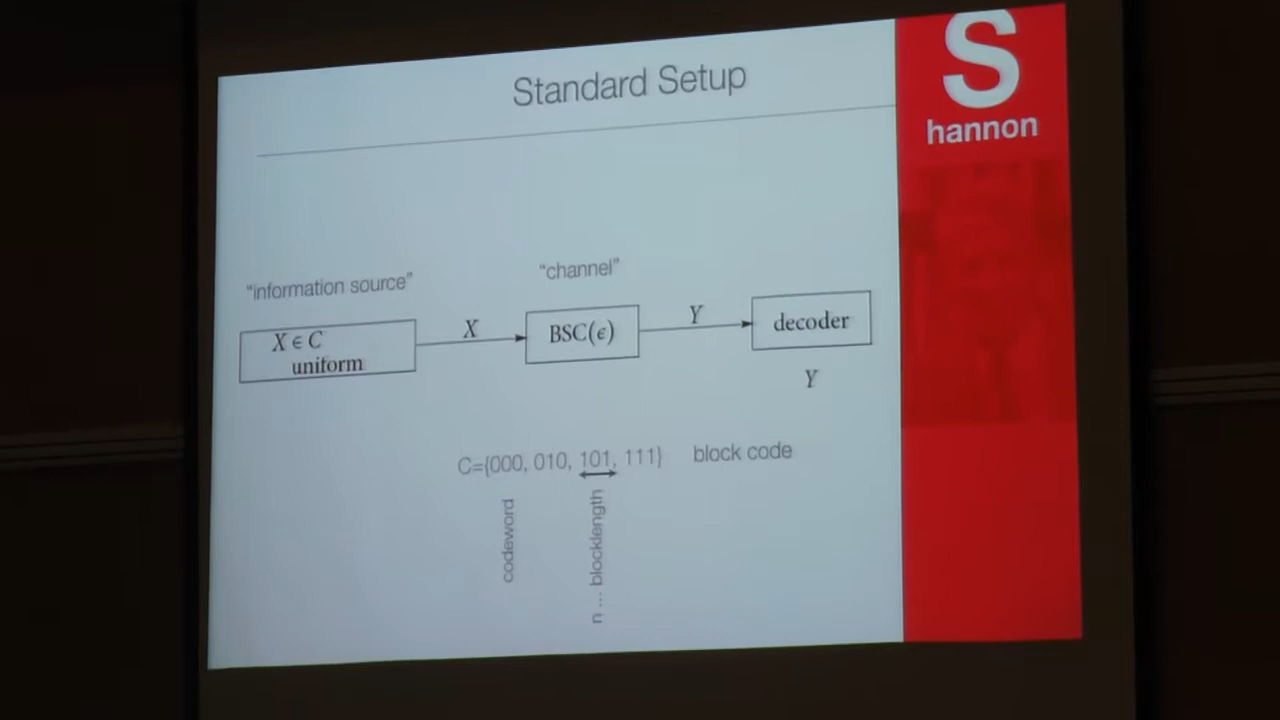 Standard Setup
S
hannon
"information source"
"channel"
X ∈ C
uniform
X
BSC(ϵ)
Y
decoder
Y
C={000, 010, 101, 111}
block code
codeword
n ... blocklength